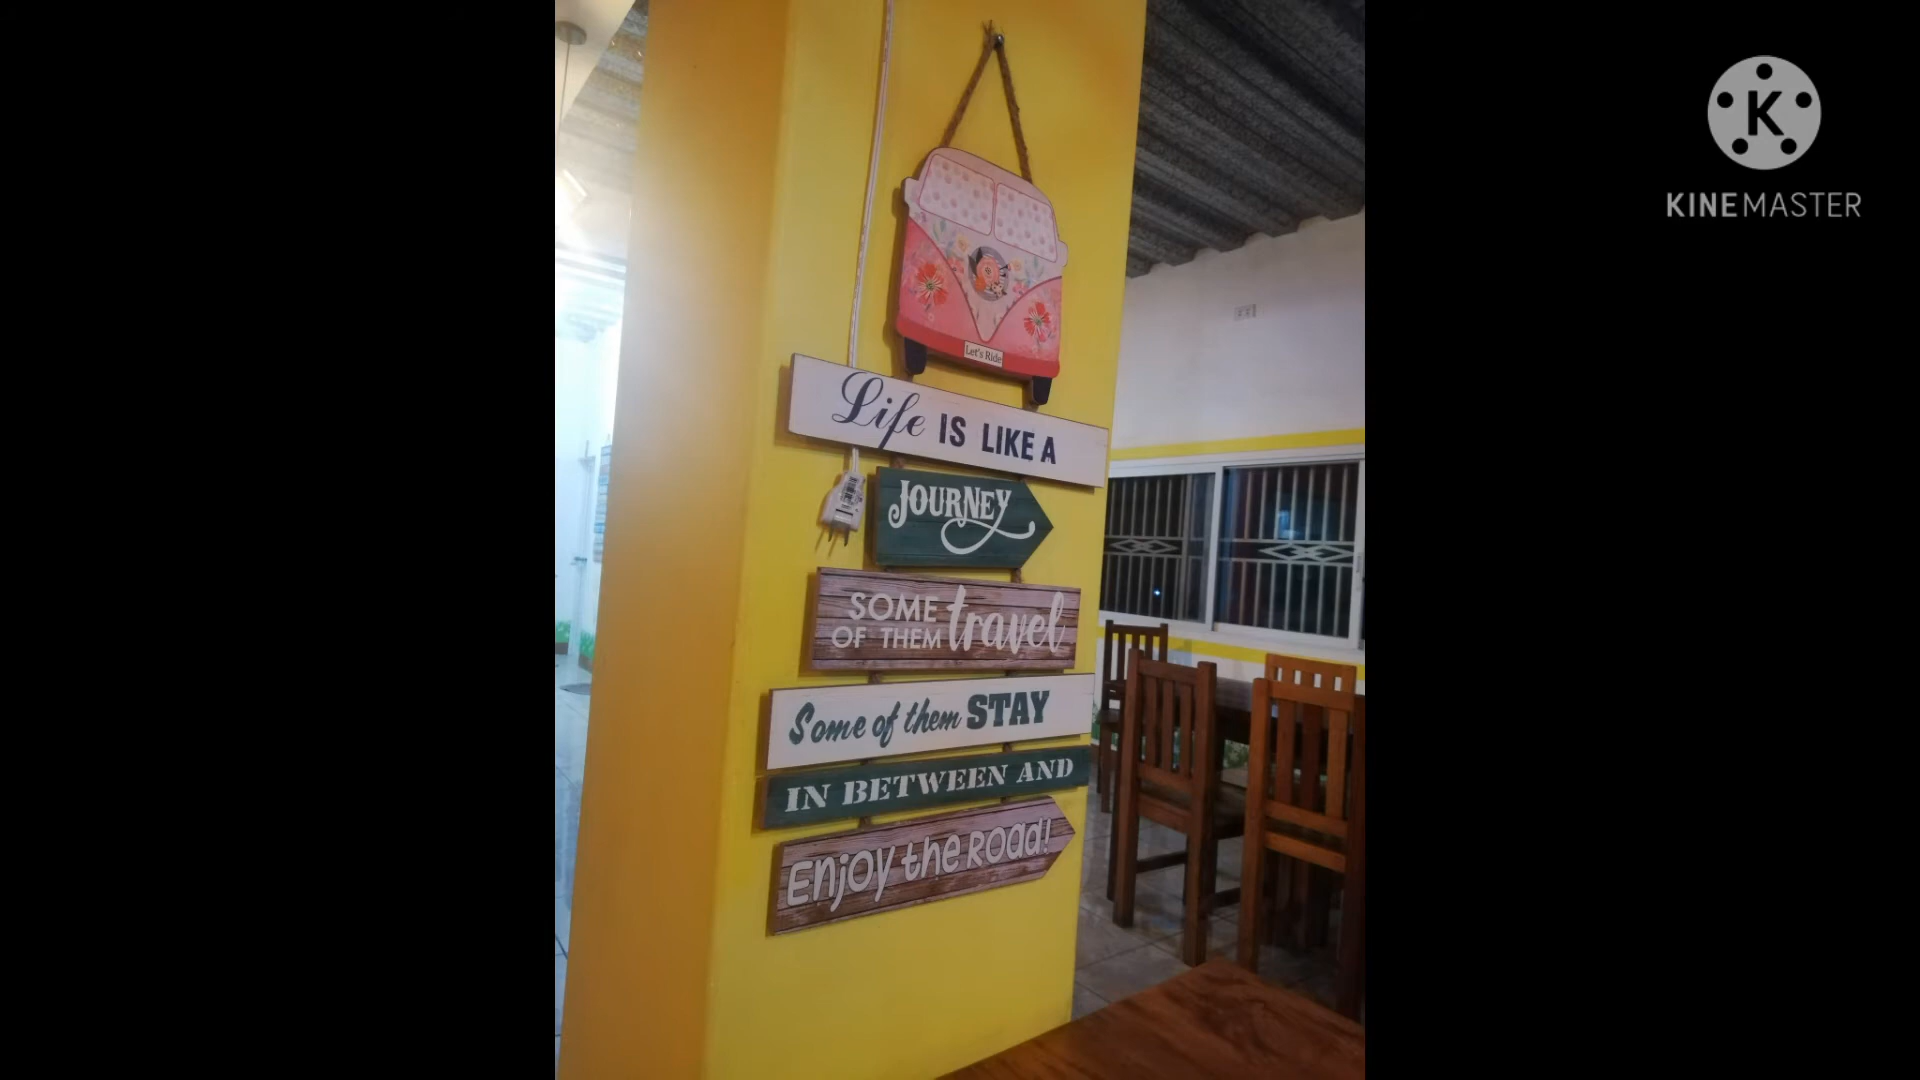 Let's Ride
Life IS LIKE A
JOURNEY
SOME
OF THEM travel
Some of them STAY
IN BETWEEN AND
Enjoy the Road!
K
KINEMASTER